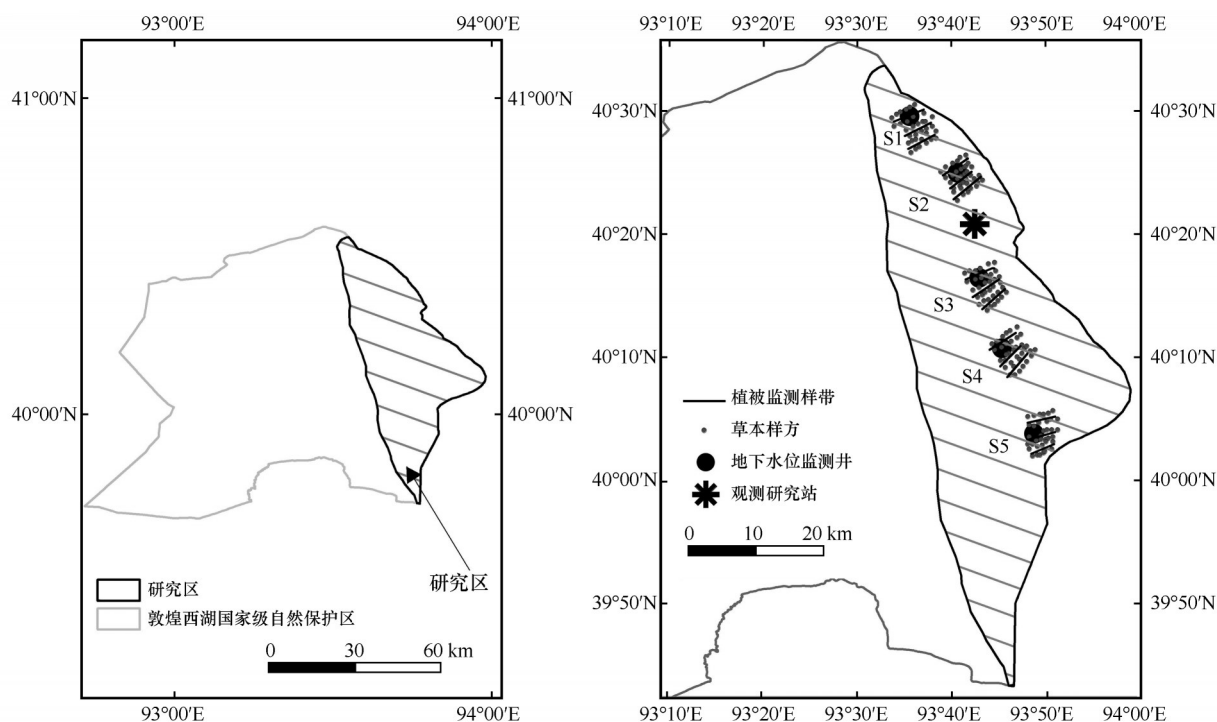 93°00′E
94°00′E
41°00′N
41°00′N
40°00′N
40°00′N
研究区
研究区
敦煌西湖国家级自然保护区
0
30
60 km
93°00′E
94°00′E
93°10′E
93°20′E
93°30′E
93°40′E
93°50′E
94°00′E
40°30′N
40°30′N
S1
S2
40°20′N
40°20′N
S3
40°10′N
40°10′N
S4
植被监测样带
草本样方
S5
地下水位监测井
40°00′N
40°00′N
观测研究站
0
10
20 km
39°50′N
39°50′N
93°10′E
93°20′E
93°30′E
93°40′E
93°50′E
94°00′E